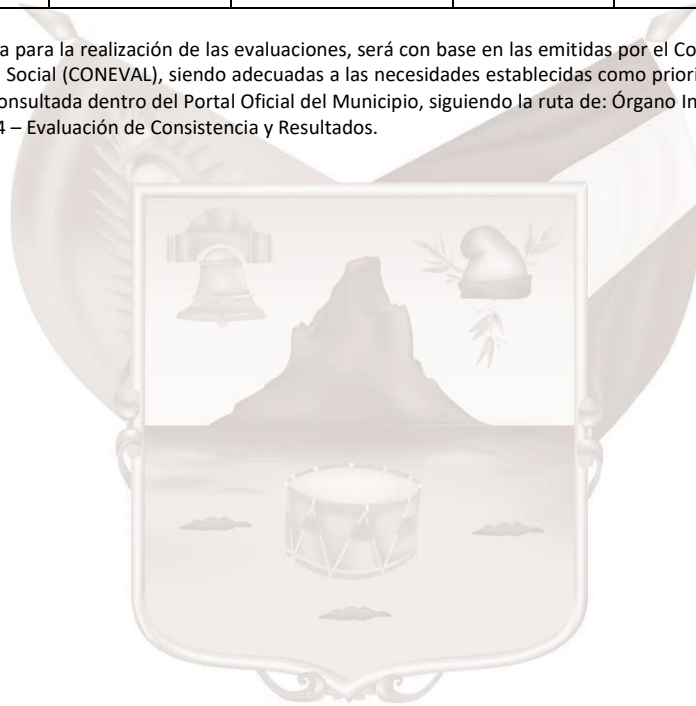 a para la realización de las evaluaciones, será con base en las emitidas por el Co
Social (CONEVAL), siendo adecuadas a las necesidades establecidas como priori
onsultada dentro del Portal Oficial del Municipio, siguiendo la ruta de: Órgano In
4 – Evaluación de Consistencia y Resultados.